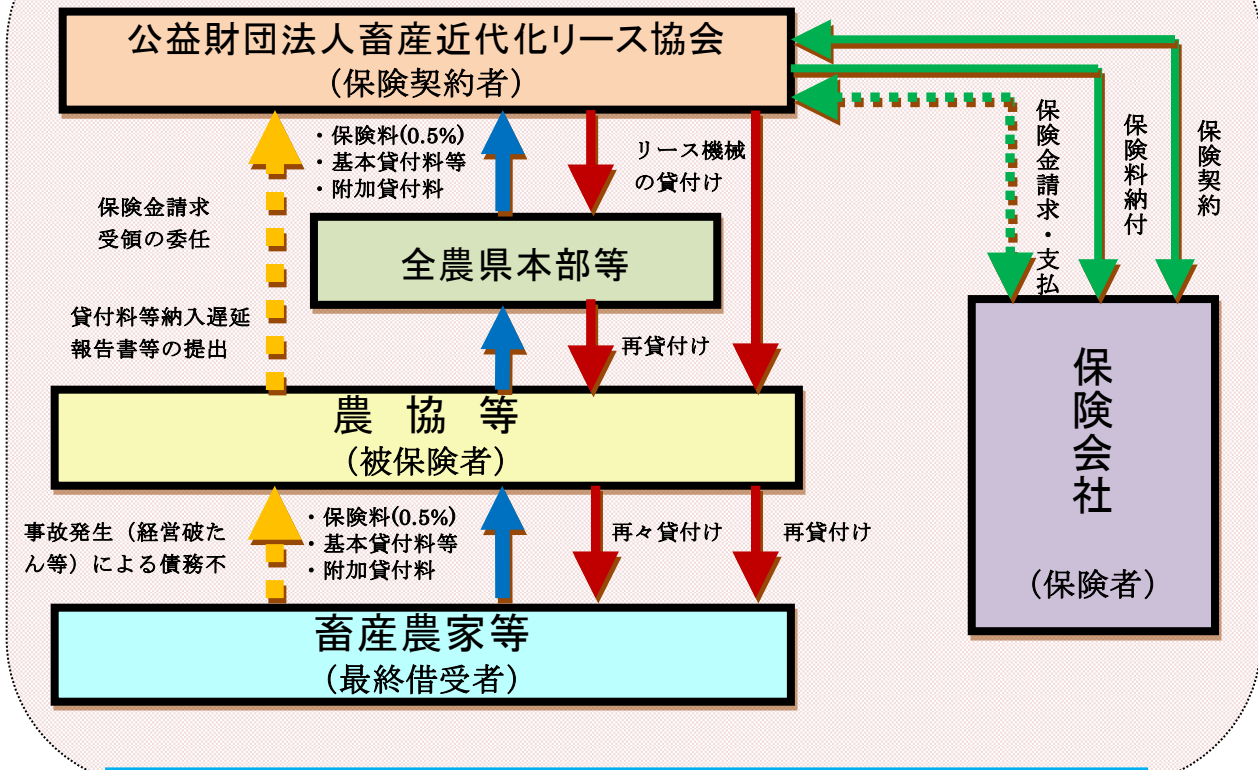 公益財団法人畜産近代化リース協会
（保険契約者）
・保険料(0.5%)
・基本貸付料等
・附加貸付料
リース機械
の貸付け
保険金請求・支払
保険料納付
保険契約
保険金請求
受領の委任
全農県本部等
貸付料等納入遅延
報告書等の提出
再貸付け
農　協　等
（被保険者）
保険会社
（保険者）
事故発生（経営破た
ん等）による債務不
・保険料(0.5%)
・基本貸付料等
・附加貸付料
再々貸付け
再貸付け
畜産農家等
（最終借受者）